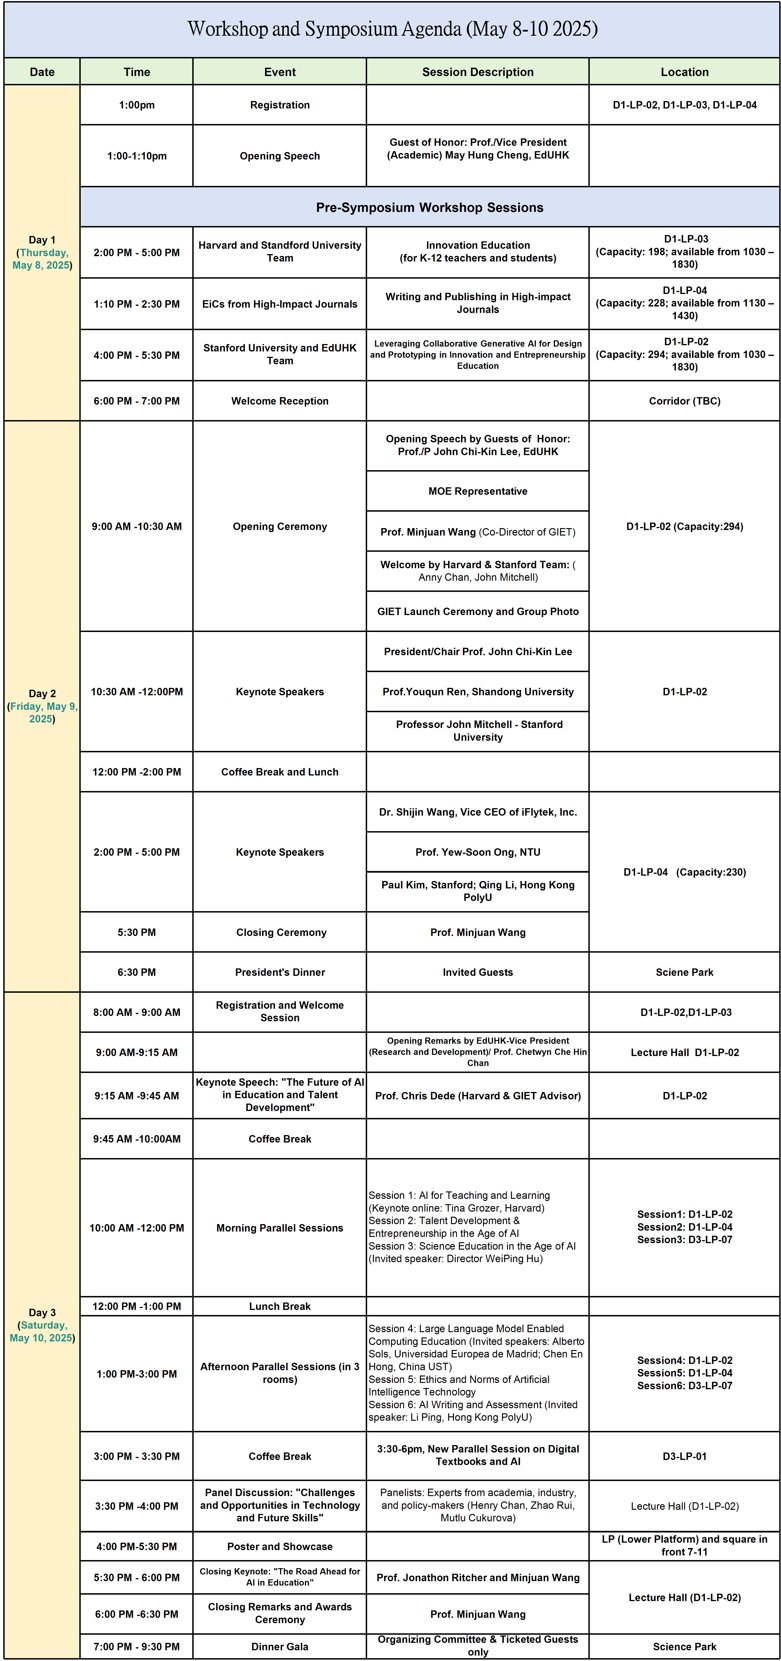 Workshop and Symposium Agenda (May 8-10 2025)
Date
Time
Event
Session Description
Location
Day 1
(Thursday,
May 8, 2025)
1:00pm
Registration
D1-LP-02, D1-LP-03, D1-LP-04
1:00-1:10pm
Opening Speech
Guest of Honor: Prof./Vice President
(Academic) May Hung Cheng, EdUHK
Pre-Symposium Workshop Sessions
2:00 PM - 5:00 PM
Harvard and Standford University
Team
Innovation Education
(for K-12 teachers and students)
D1-LP-03
(Capacity: 198; available from 1030 –
1830)
1:10 PM - 2:30 PM
EiCs from High-Impact Journals
Writing and Publishing in High-impact
Journals
D1-LP-04
(Capacity: 228; available from 1130 –
1430)
4:00 PM - 5:30 PM
Stanford University and EdUHK
Team
Leveraging Collaborative Generative AI for Design
and Prototyping in Innovation and Entrepreneurship
Education
D1-LP-02
(Capacity: 294; available from 1030 –
1830)
6:00 PM - 7:00 PM
Welcome Reception
Corridor (TBC)
Day 2
(Friday, May 9,
2025)
9:00 AM -10:30 AM
Opening Ceremony
Opening Speech by Guests of  Honor:
Prof./P John Chi-Kin Lee, EdUHK
MOE Representative
Prof. Minjuan Wang (Co-Director of GIET)
Welcome by Harvard & Stanford Team: (
Anny Chan, John Mitchell)
GIET Launch Ceremony and Group Photo
D1-LP-02 (Capacity:294)
10:30 AM -12:00PM
Keynote Speakers
President/Chair Prof. John Chi-Kin Lee
Prof.Youqun Ren, Shandong University
Professor John Mitchell - Stanford
University
D1-LP-02
12:00 PM -2:00 PM
Coffee Break and Lunch
2:00 PM - 5:00 PM
Keynote Speakers
Dr. Shijin Wang, Vice CEO of iFlytek, Inc.
Prof. Yew-Soon Ong, NTU
Paul Kim, Stanford; Qing Li, Hong Kong
PolyU
D1-LP-04   (Capacity:230)
5:30 PM
Closing Ceremony
Prof. Minjuan Wang
6:30 PM
President's Dinner
Invited Guests
Sciene Park
Day 3
(Saturday,
May 10, 2025)
8:00 AM - 9:00 AM
Registration and Welcome
Session
D1-LP-02,D1-LP-03
9:00 AM-9:15 AM
Opening Remarks by EdUHK-Vice President
(Research and Development)/ Prof. Chetwyn Che Hin
Chan
Lecture Hall  D1-LP-02
9:15 AM -9:45 AM
Keynote Speech: "The Future of AI
in Education and Talent
Development"
Prof. Chris Dede (Harvard & GIET Advisor)
D1-LP-02
9:45 AM -10:00AM
Coffee Break
10:00 AM -12:00 PM
Morning Parallel Sessions
Session 1: AI for Teaching and Learning
(Keynote online: Tina Grozer, Harvard)
Session 2: Talent Development &
Entrepreneurship in the Age of AI
Session 3: Science Education in the Age of AI
(Invited speaker: Director WeiPing Hu)
Session1: D1-LP-02
Session2: D1-LP-04
Session3: D3-LP-07
12:00 PM -1:00 PM
Lunch Break
1:00 PM-3:00 PM
Afternoon Parallel Sessions (in 3
rooms)
Session 4: Large Language Model Enabled
Computing Education (Invited speakers: Alberto
Sols, Universidad Europea de Madrid; Chen En
Hong, China UST)
Session 5: Ethics and Norms of Artificial
Intelligence Technology
Session 6: AI Writing and Assessment (Invited
speaker: Li Ping, Hong Kong PolyU)
Session4: D1-LP-02
Session5: D1-LP-04
Session6: D3-LP-07
3:00 PM - 3:30 PM
Coffee Break
3:30-6pm, New Parallel Session on Digital
Textbooks and AI
D3-LP-01
3:30 PM -4:00 PM
Panel Discussion: "Challenges
and Opportunities in Technology
and Future Skills"
Panelists: Experts from academia, industry,
and policy-makers (Henry Chan, Zhao Rui,
Mutlu Cukurova)
Lecture Hall (D1-LP-02)
4:00 PM-5:30 PM
Poster and Showcase
LP (Lower Platform) and square in
front 7-11
5:30 PM - 6:00 PM
Closing Keynote: "The Road Ahead for
AI in Education"
Prof. Jonathon Ritcher and Minjuan Wang
Lecture Hall (D1-LP-02)
6:00 PM -6:30 PM
Closing Remarks and Awards
Ceremony
Prof. Minjuan Wang
7:00 PM - 9:30 PM
Dinner Gala
Organizing Committee & Ticketed Guests
only
Science Park